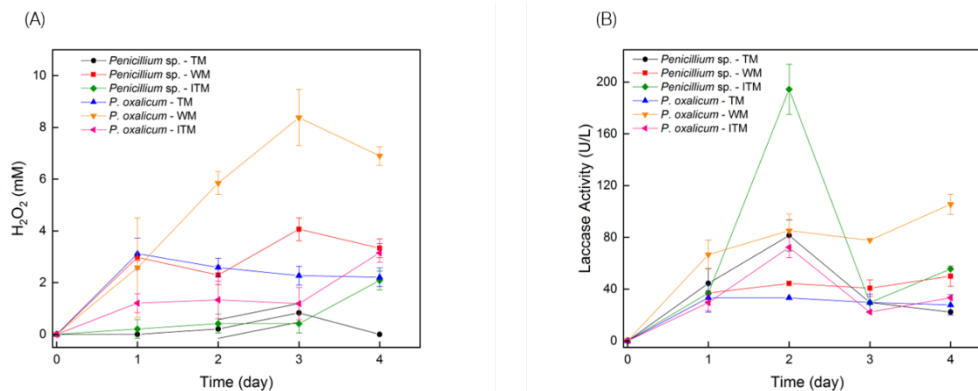 (A)
Penicillium sp. - TM
Penicillium sp. - WM
Penicillium sp. - ITM
P. oxalicum - TM
P. oxalicum - WM
P. oxalicum - ITM
10
8
6
4
2
0
H₂O₂ (mM)
0 1 2 3 4
Time (day)
(B)
Penicillium sp. - TM
Penicillium sp. - WM
Penicillium sp. - ITM
P. oxalicum - TM
P. oxalicum - WM
P. oxalicum - ITM
200
160
120
80
40
0
Laccase Activity (U/L)
0 1 2 3 4
Time (day)